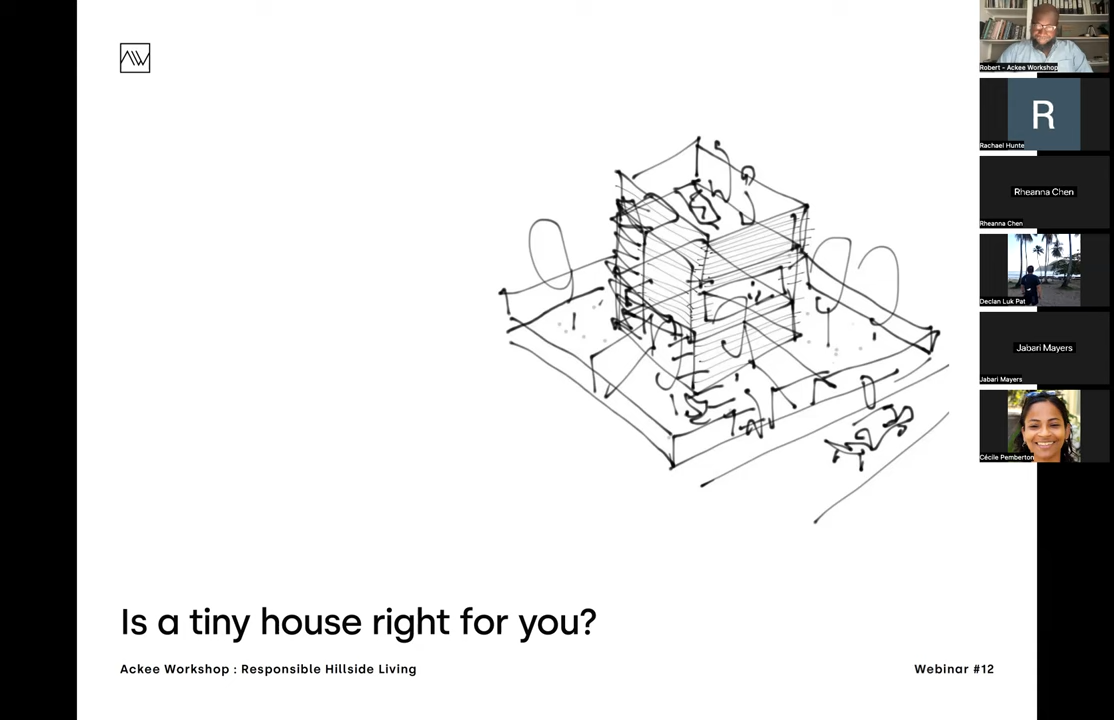 AW
Is a tiny house right for you?
Ackee Workshop : Responsible Hillside Living
Webinar #12
Robert - Ackee Workshop
R
Rachael Hunte
Rheanna Chen
Rheanna Chen
Declan Luk Pat
Jabari Mayers
Jabari Mayers
Cécile Pemberton